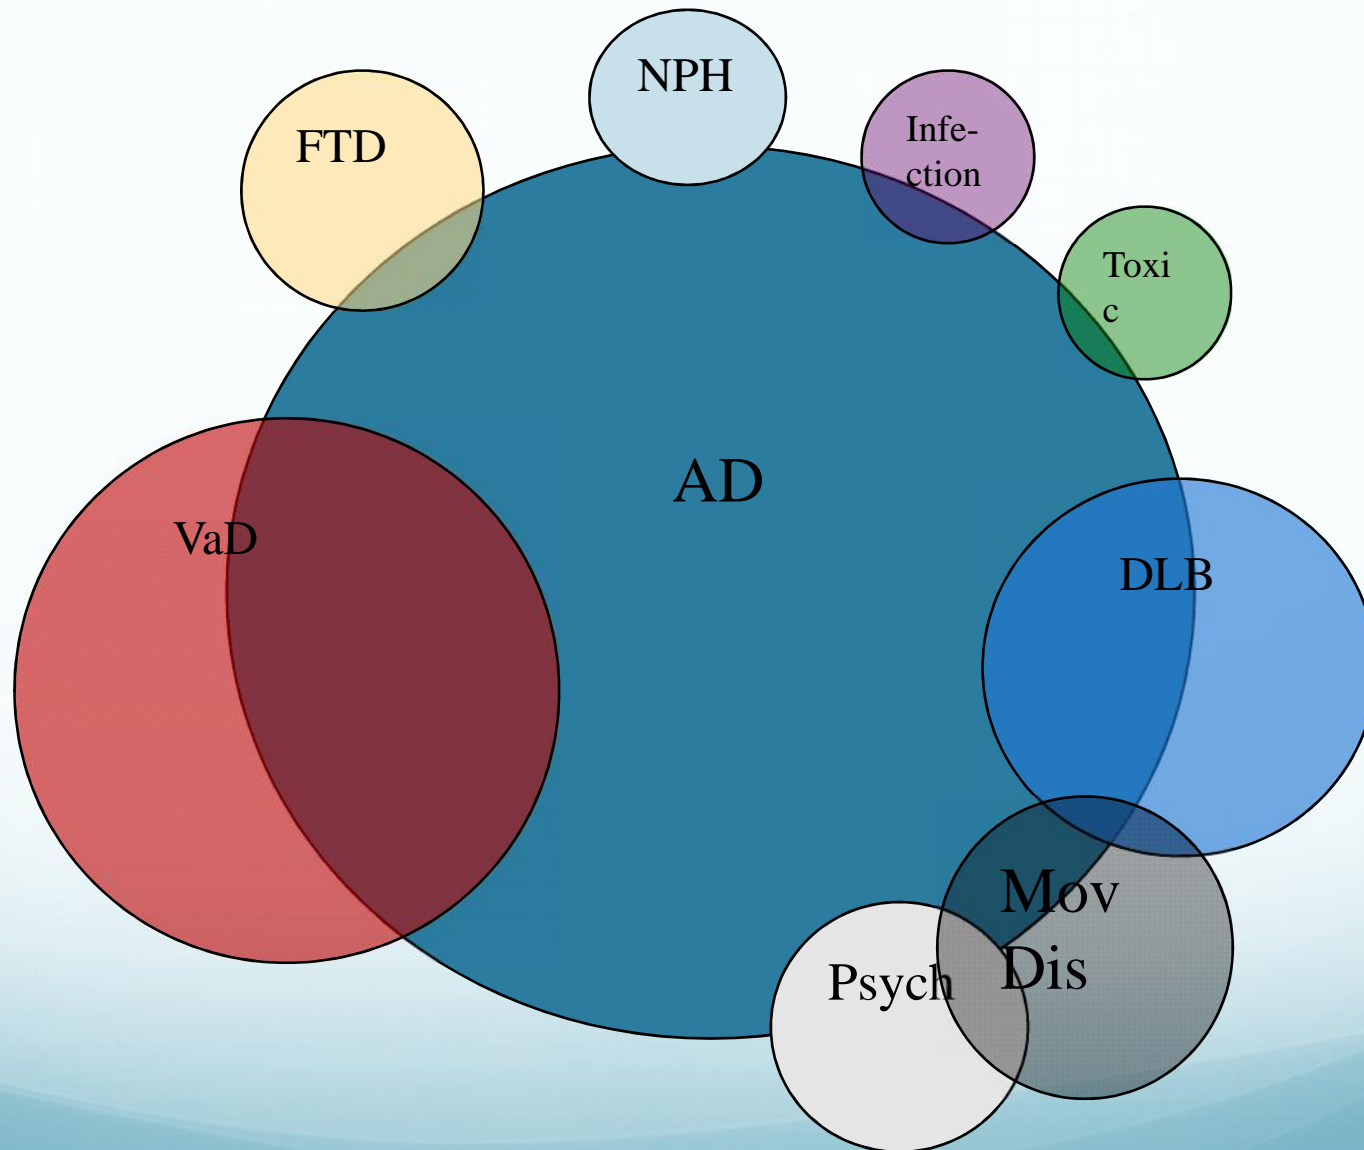 NPH
FTD
Infe-
ction
Toxi
c
AD
VaD
DLB
Mov
Dis
Psych